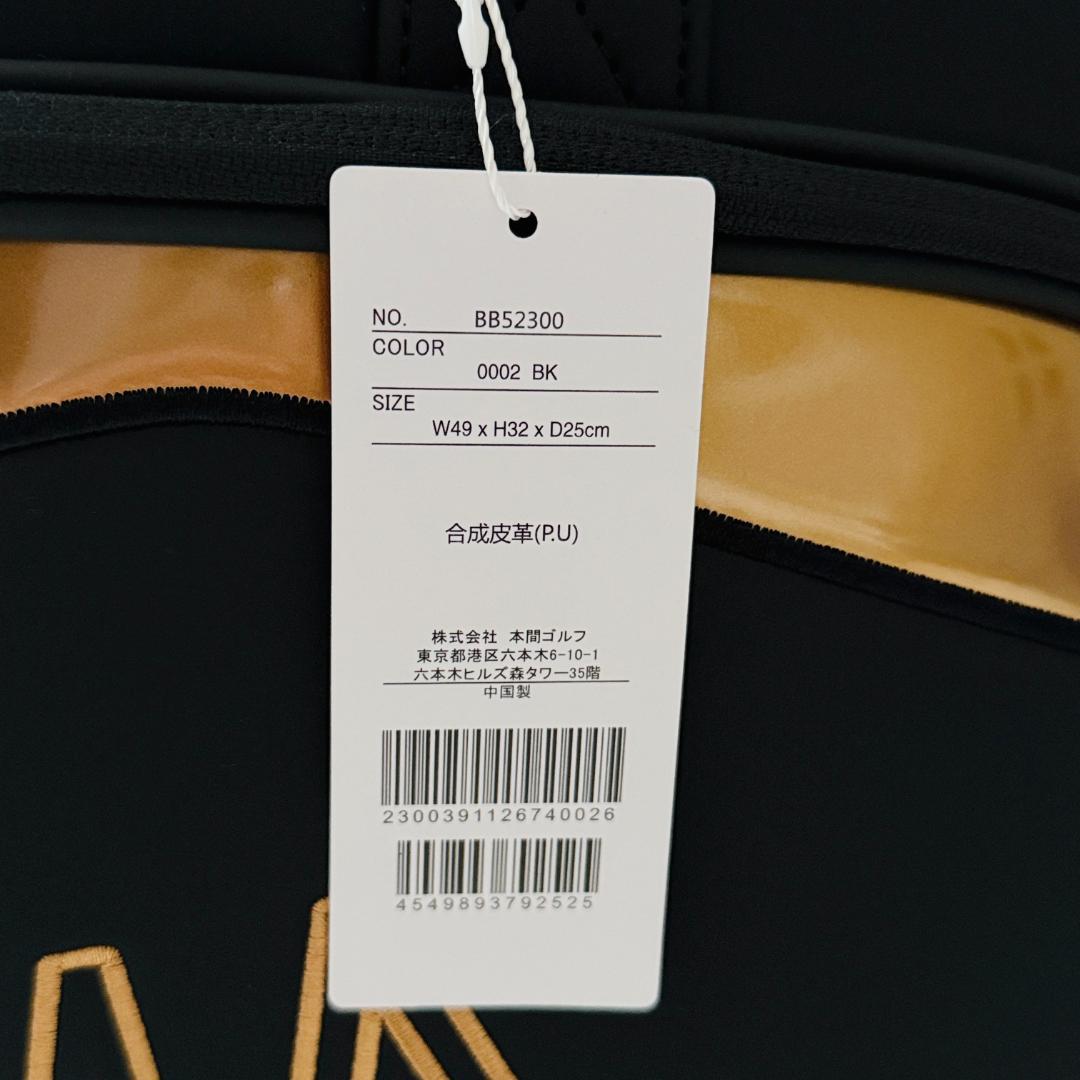 NO. BB52300
COLOR
0002 BK
SIZE
W49 x H32 x D25cm
合成皮革(P.U)
株式会社 本間ゴルフ
東京都港区六本木6-10-1
六本木ヒルズ森タワー35階
中国製
2300391126740026
4549893792525